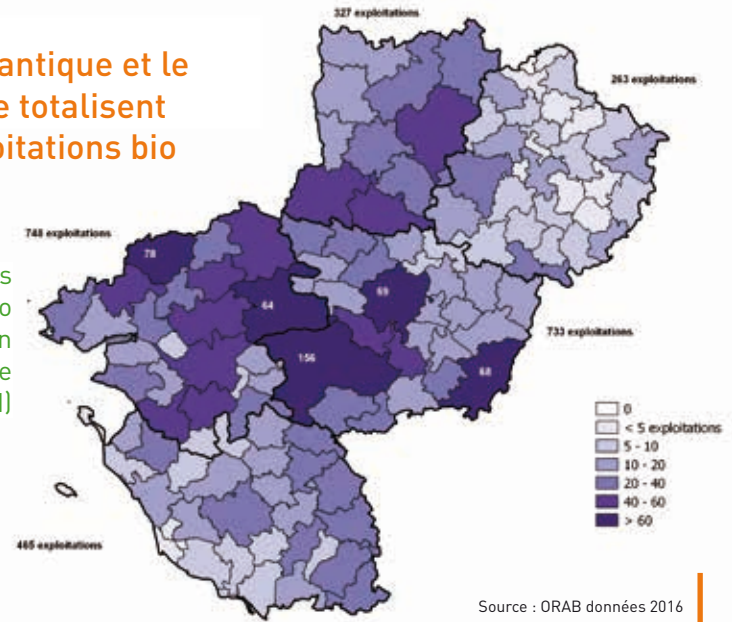 327 exploitations
antique et le
e totalisent
oitations bio
263 exploitations
748 exploitations
78
s
o
n
e
)
64
69
733 exploitations
156
68
0
< 5 exploitations
5 - 10
10 - 20
20 - 40
40 - 60
> 60
465 exploitations
Source : ORAB données 2016